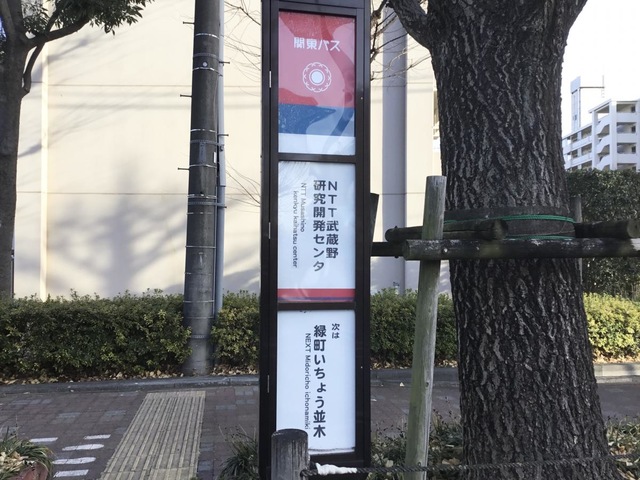 関東バス
NTT武蔵野
研究開発センタ
NTT Musashino
kenkyu kaihatsu center
次は
緑町いちょう並木
NEXT Midoricho ichonamiki